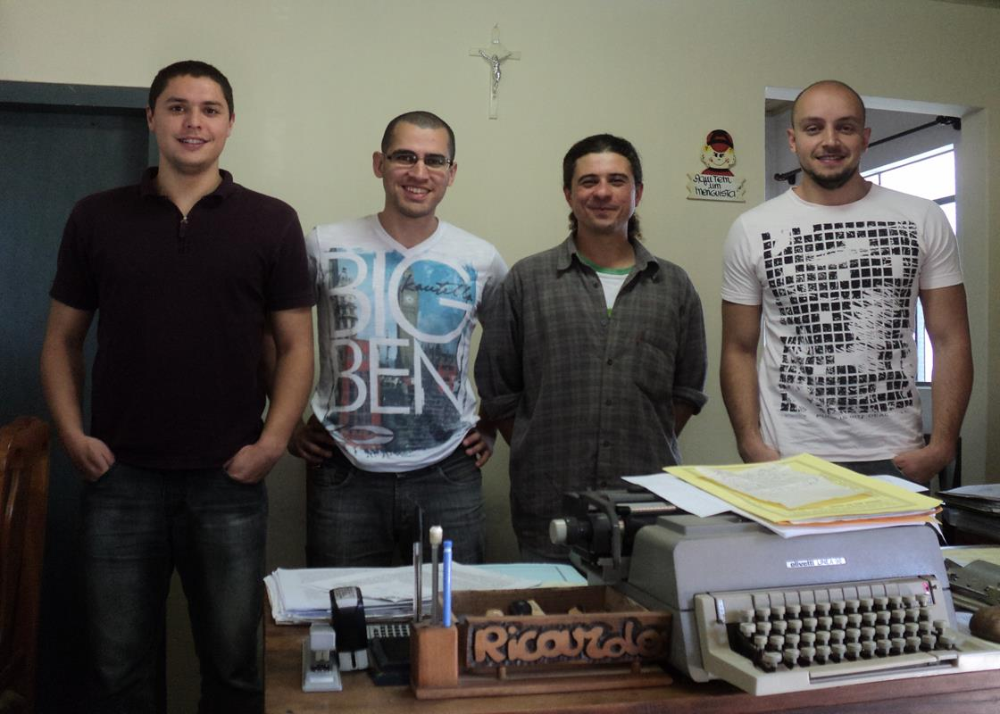 Aqui tem
um
menguista!
BIG
BEN
olivetti LINEA 98
Ricardo